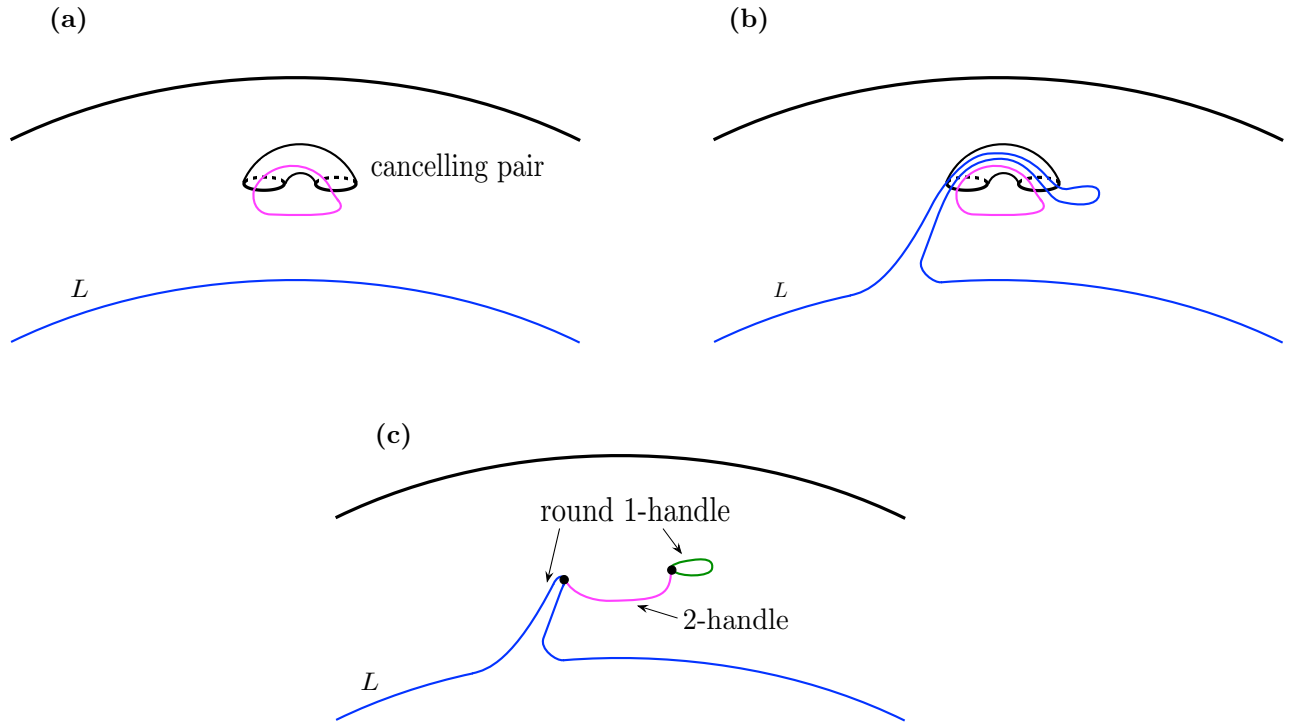 (a)
(b)
cancelling pair
L
L
(c)
round 1-handle
2-handle
L